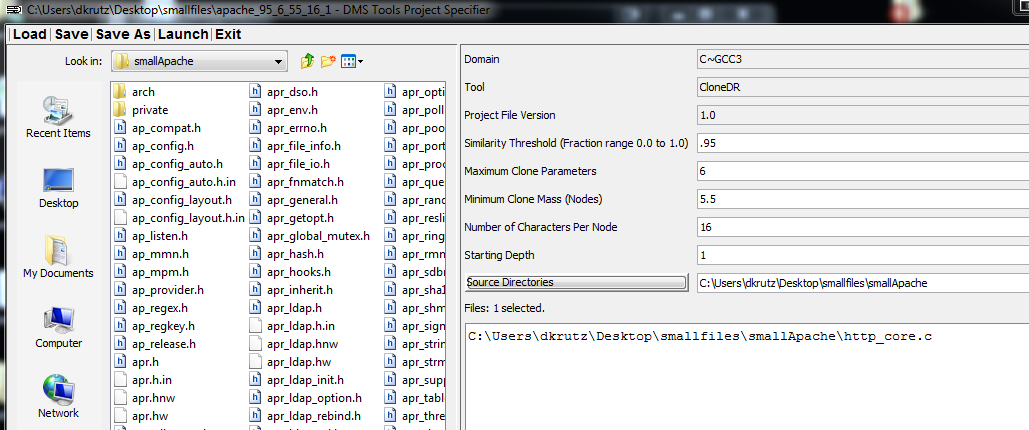 C:\Users\dkrutz\Desktop\smallfiles\apache_95_6_55_16_1 - DMS Tools Project Specifier
Load Save Save As Launch Exit
Look in: smallApache
Recent Items
Desktop
My Documents
Computer
Network
arch
private
ap_compat.h
ap_config.h
ap_config_auto.h
ap_config_auto.h.in
ap_config_layout.h
ap_config_layout.h.in
ap_listen.h
ap_mmn.h
ap_mpm.h
ap_provider.h
ap_regex.h
ap_regkey.h
ap_release.h
apr.h
apr.h.in
apr.hnw
apr.hw
apr_dso.h
apr_env.h
apr_errno.h
apr_file_info.h
apr_file_io.h
apr_fnmatch.h
apr_general.h
apr_getopt.h
apr_global_mutex.h
apr_hash.h
apr_hooks.h
apr_inherit.h
apr_ldap.h
apr_ldap.h.in
apr_ldap.hnw
apr_ldap.hw
apr_ldap_init.h
apr_ldap_option.h
apr_ldap_rebind.h
apr_opti
apr_poll
apr_poo
apr_port
apr_proc
apr_que
apr_ranc
apr_resli
apr_ring
apr_rmn
apr_sdbr
apr_sha1
apr_shm
apr_sign
apr_strin
apr_strm
apr_supp
apr_table
apr_thre
Domain C~GCC3
Tool CloneDR
Project File Version 1.0
Similarity Threshold (Fraction range 0.0 to 1.0) .95
Maximum Clone Parameters 6
Minimum Clone Mass (Nodes) 5.5
Number of Characters Per Node 16
Starting Depth 1
Source Directories C:\Users\dkrutz\Desktop\smallfiles\smallApache
Files: 1 selected.
C:\Users\dkrutz\Desktop\smallfiles\smallApache\http_core.c